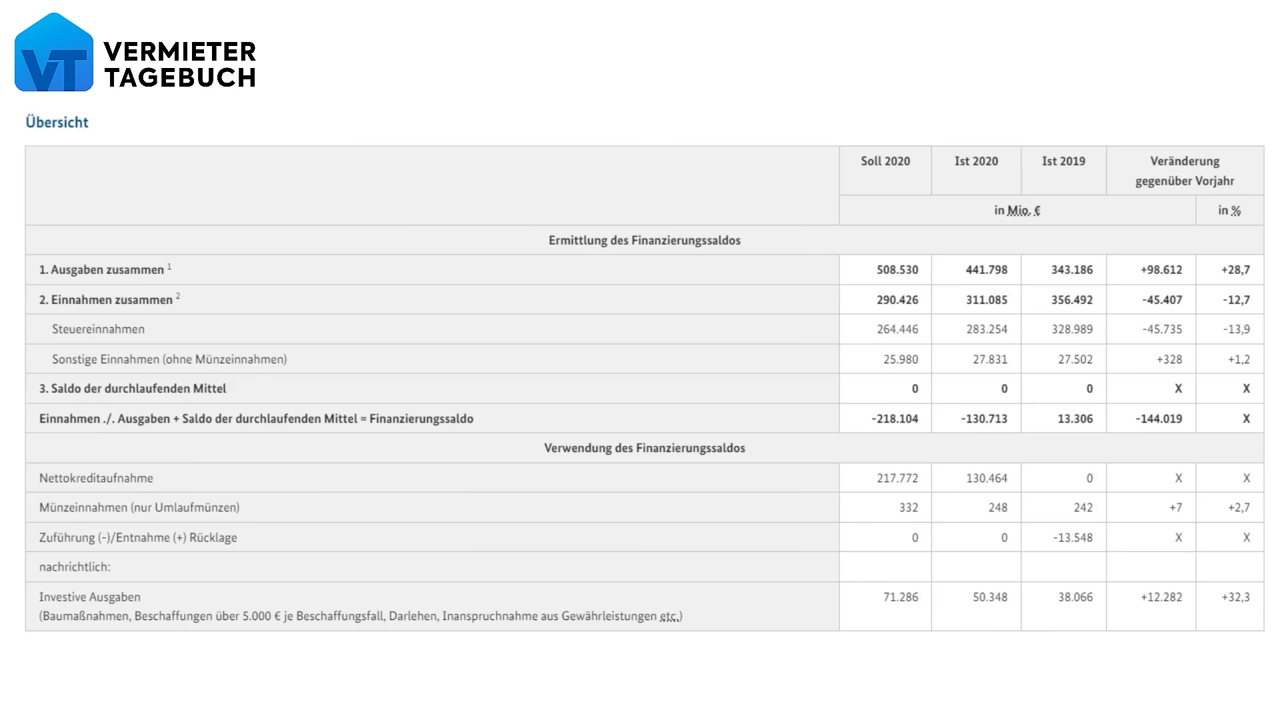 VT VERMIETER
TAGEBUCH
Übersicht
Soll 2020 Ist 2020 Ist 2019 Veränderung
gegenüber Vorjahr
in Mio. € in %
Ermittlung des Finanzierungssaldos
1. Ausgaben zusammen 1 508.530 441.798 343.186 +98.612 +28,7
2. Einnahmen zusammen 2 290.426 311.085 356.492 -45.407 -12,7
Steuereinnahmen 264.446 283.254 328.989 -45.735 -13,9
Sonstige Einnahmen (ohne Münzeinnahmen) 25.980 27.831 27.502 +328 +1,2
3. Saldo der durchlaufenden Mittel 0 0 0 X X
Einnahmen ./. Ausgaben + Saldo der durchlaufenden Mittel = Finanzierungssaldo -218.104 -130.713 13.306 -144.019 X
Verwendung des Finanzierungssaldos
Nettokreditaufnahme 217.772 130.464 0 X X
Münzeinnahmen (nur Umlaufmünzen) 332 248 242 +7 +2,7
Zuführung (-)/Entnahme (+) Rücklage 0 0 -13.548 X X
nachrichtlich:
Investive Ausgaben 71.286 50.348 38.066 +12.282 +32,3
(Baumaßnahmen, Beschaffungen über 5.000 € je Beschaffungsfall, Darlehen, Inanspruchnahme aus Gewährleistungen etc.)